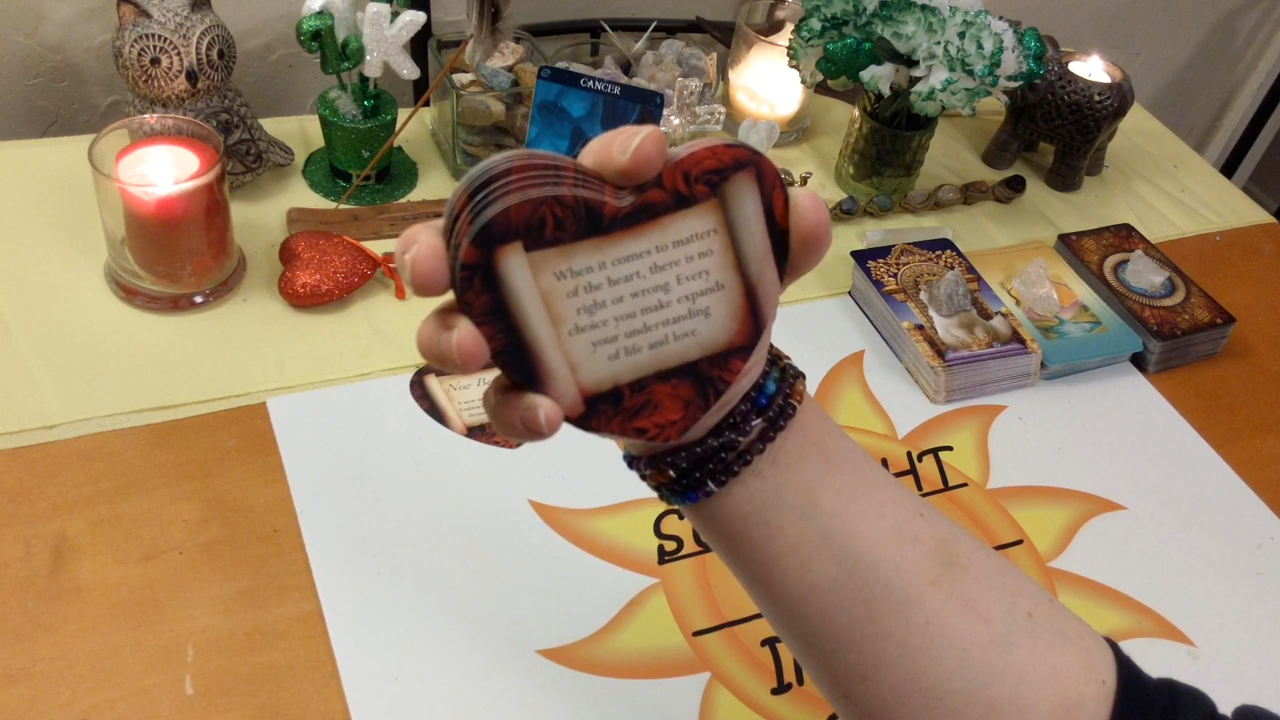 1K
CANCER
When it comes to matters
of the heart, there is no
right or wrong. Every
choice you make expands
your understanding
of life and love.
New Be